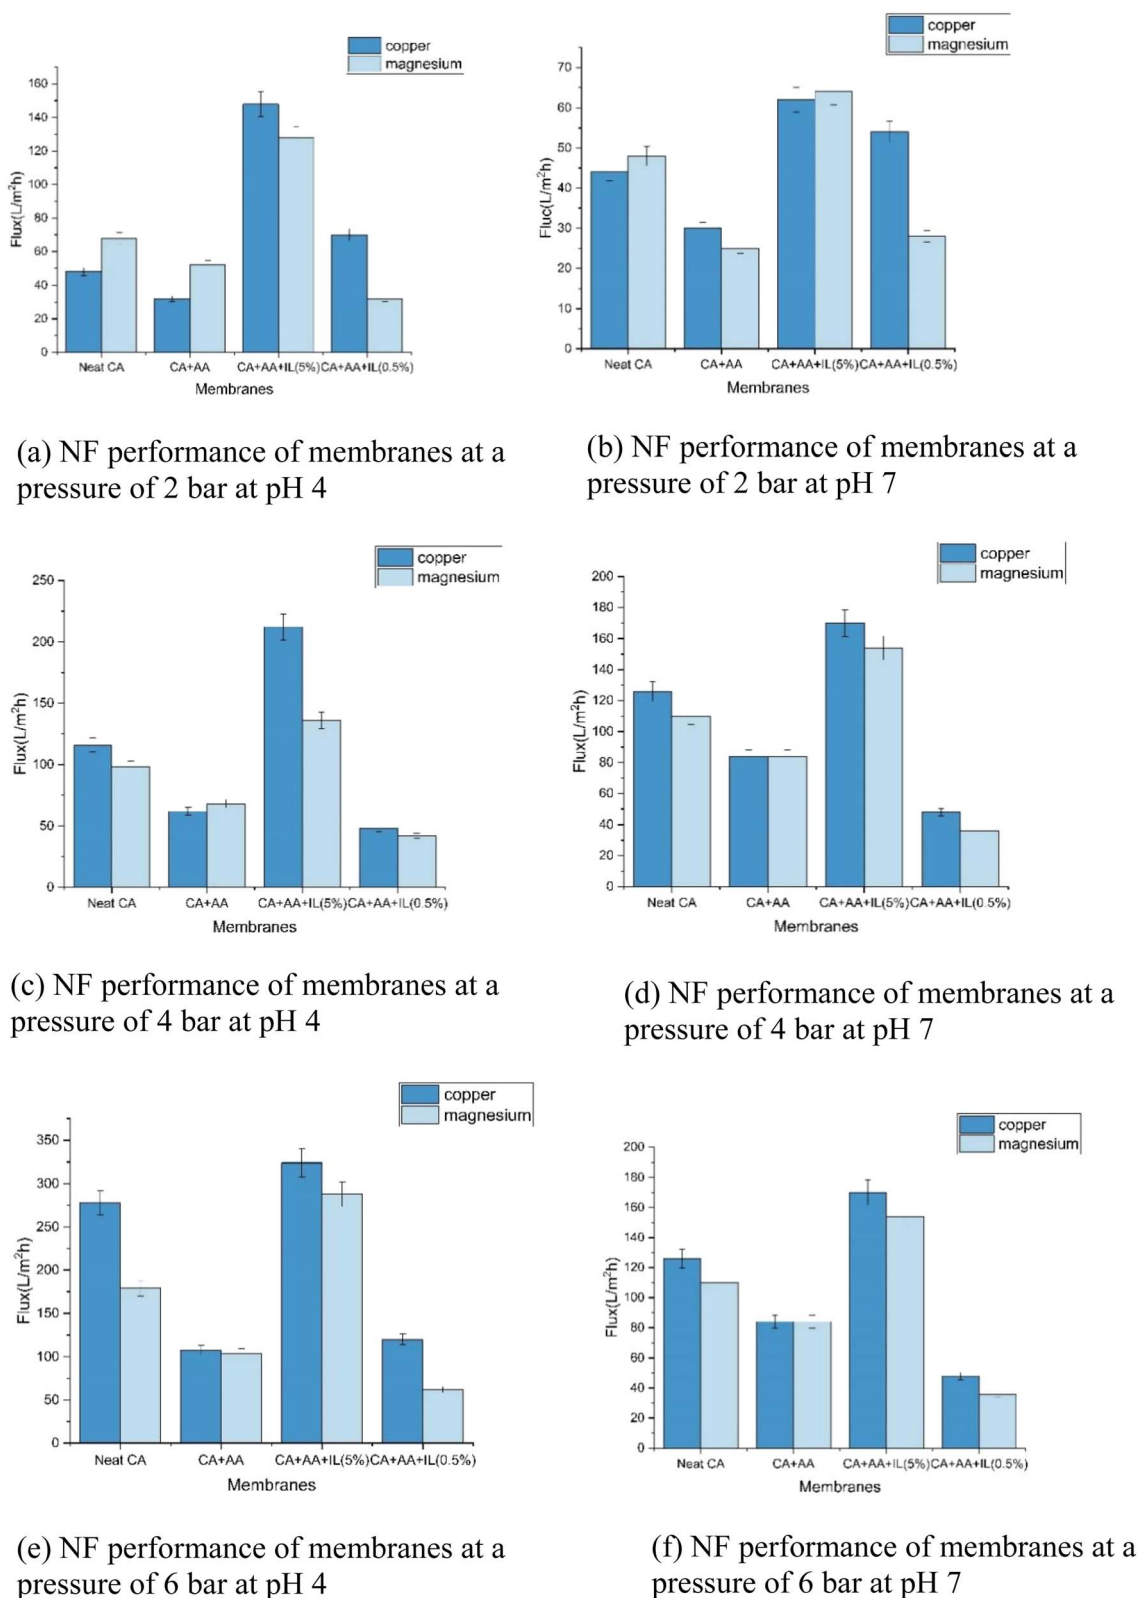 copper
magnesium
160
140
120
100
80
60
40
20
0
Flux(L/m²h)
Neat CA CA+AA CA+AA+IL(5%) CA+AA+IL(0.5%)
Membranes
(a) NF performance of membranes at a
pressure of 2 bar at pH 4
copper
magnesium
70
60
50
40
30
20
10
0
Fluc(L/m²h)
Neat CA CA+AA CA+AA+IL(5%) CA+AA+IL(0.5%)
Membranes
(b) NF performance of membranes at a
pressure of 2 bar at pH 7
copper
magnesium
250
200
150
100
50
0
Flux(L/m²h)
Neat CA CA+AA CA+AA+IL(5%) CA+AA+IL(0.5%)
Membranes
(c) NF performance of membranes at a
pressure of 4 bar at pH 4
copper
magnesium
200
180
160
140
120
100
80
60
40
20
0
Flux(L/m²h)
Neat CA CA+AA CA+AA+IL(5%) CA+AA+IL(0.5%)
Membranes
(d) NF performance of membranes at a
pressure of 4 bar at pH 7
copper
magnesium
350
300
250
200
150
100
50
0
Flux(L/m²h)
Neat CA CA+AA CA+AA+IL(5%) CA+AA+IL(0.5%)
Membranes
(e) NF performance of membranes at a
pressure of 6 bar at pH 4
copper
magnesium
200
180
160
140
120
100
80
60
40
20
0
Flux(L/m²h)
Neat CA CA+AA CA+AA+IL(5%) CA+AA+IL(0.5%)
Membranes
(f) NF performance of membranes at a
pressure of 6 bar at pH 7